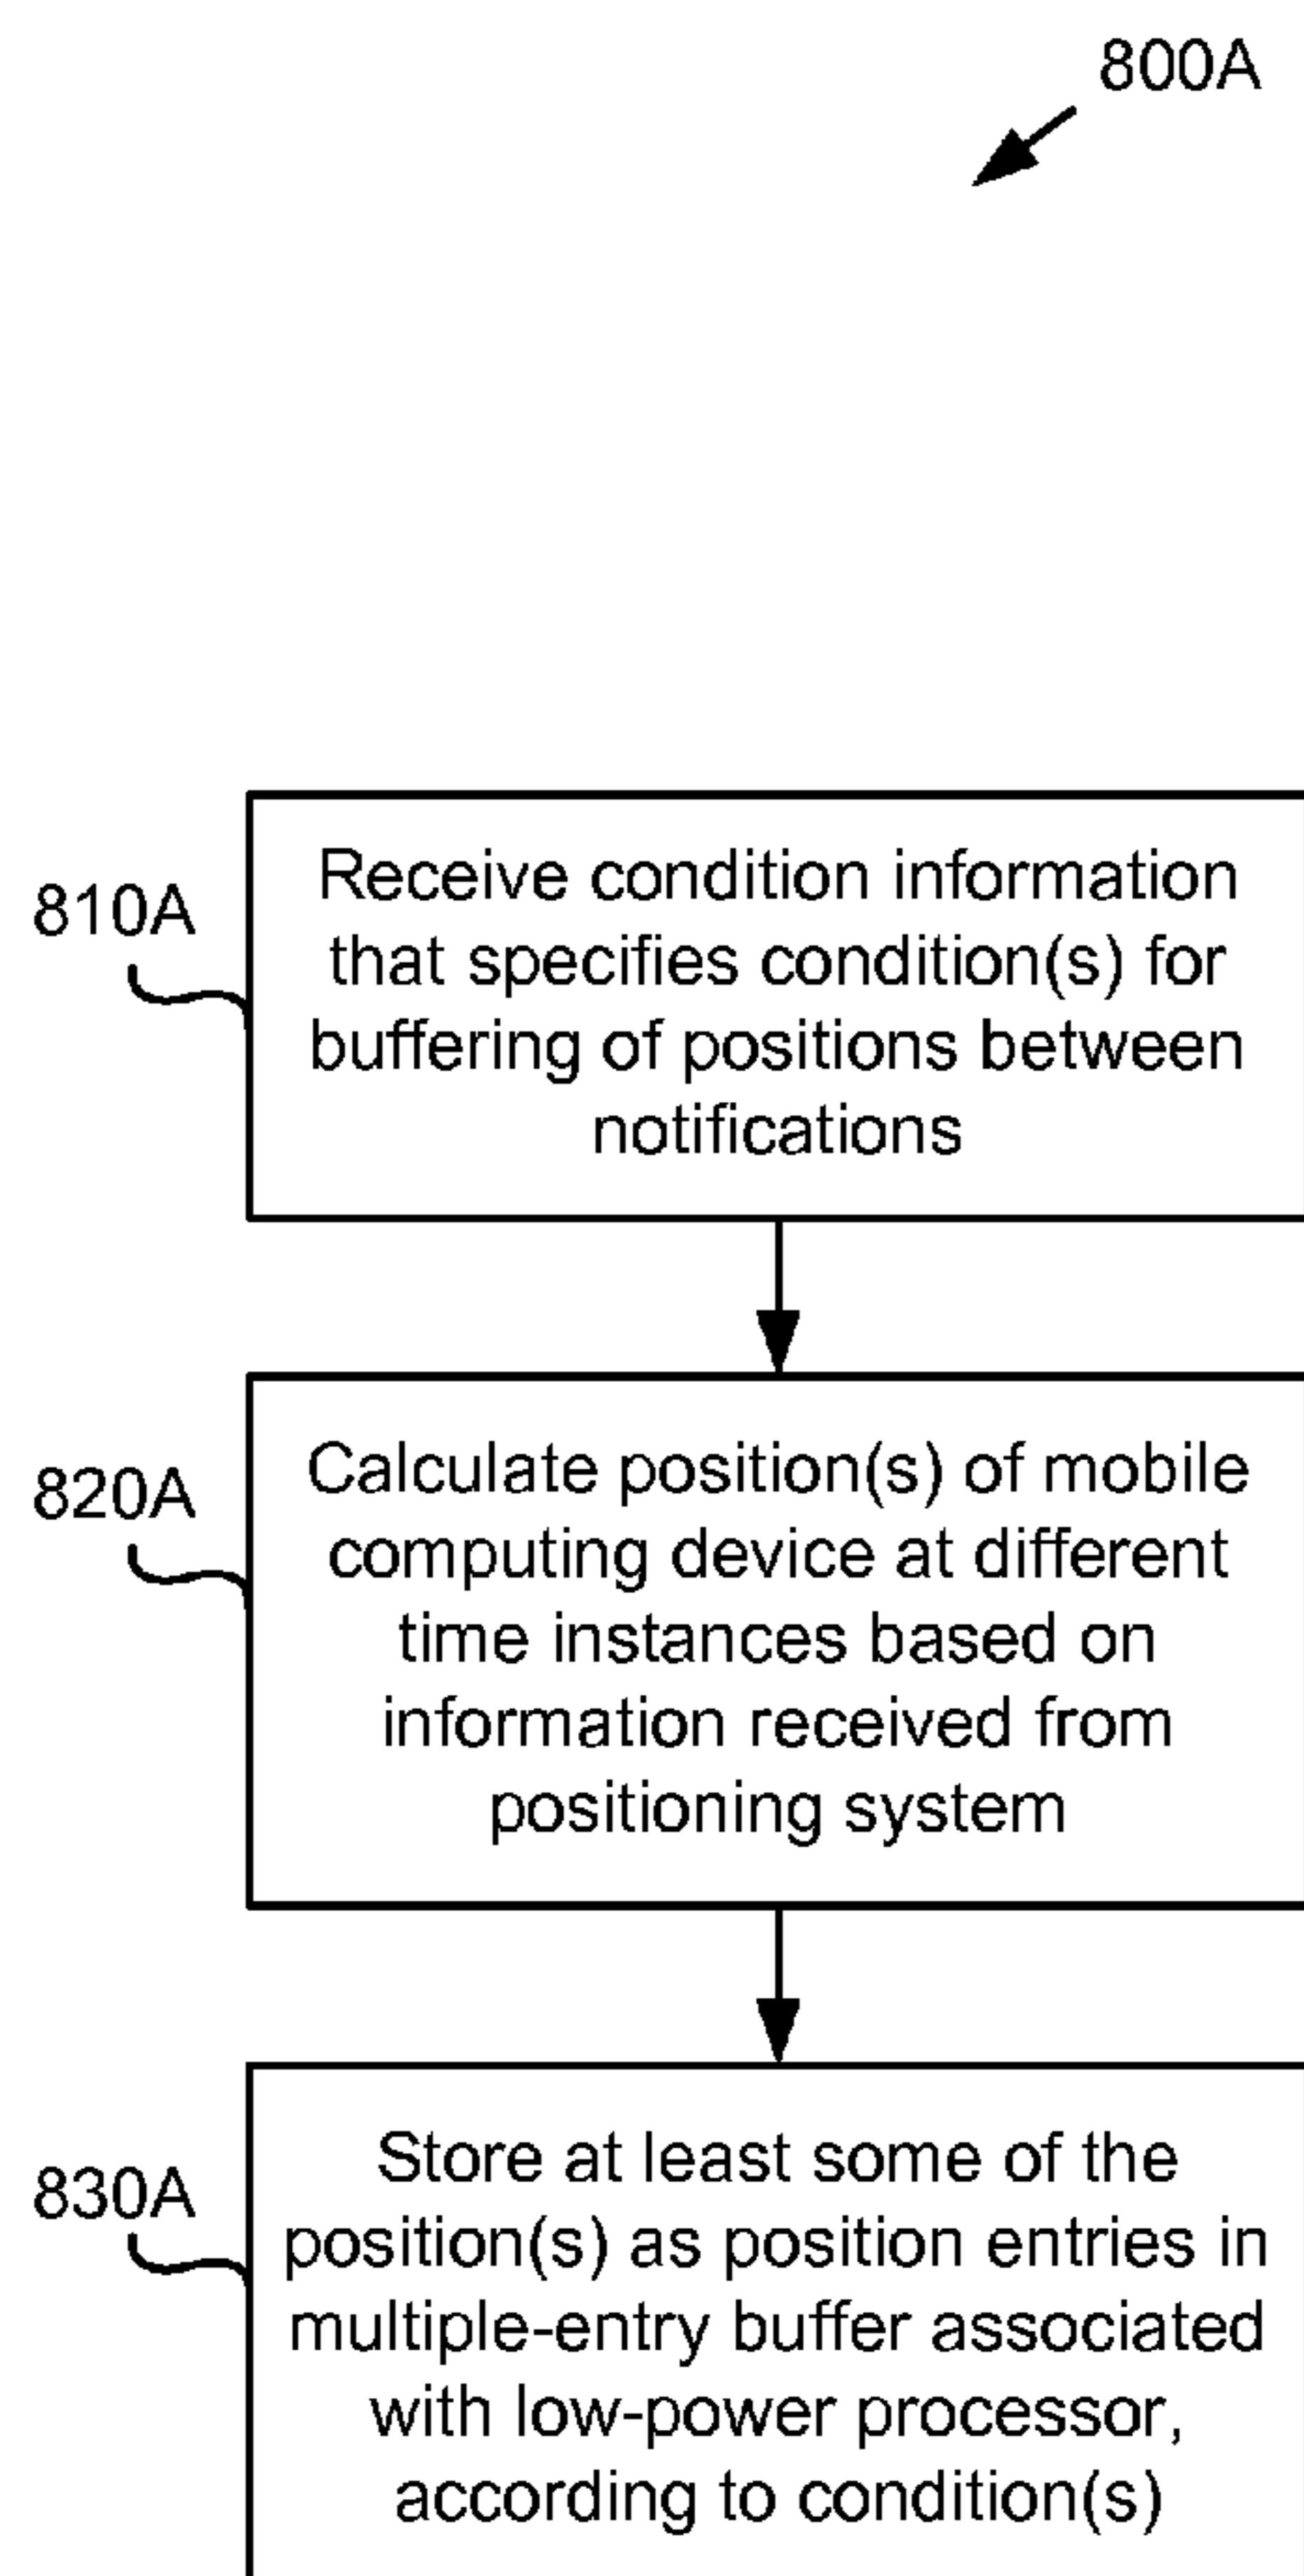 800A
810A
Receive condition information
that specifies condition(s) for
buffering of positions between
notifications
820A
Calculate position(s) of mobile
computing device at different
time instances based on
information received from
positioning system
830A
Store at least some of the
position(s) as position entries in
multiple-entry buffer associated
with low-power processor,
according to condition(s)